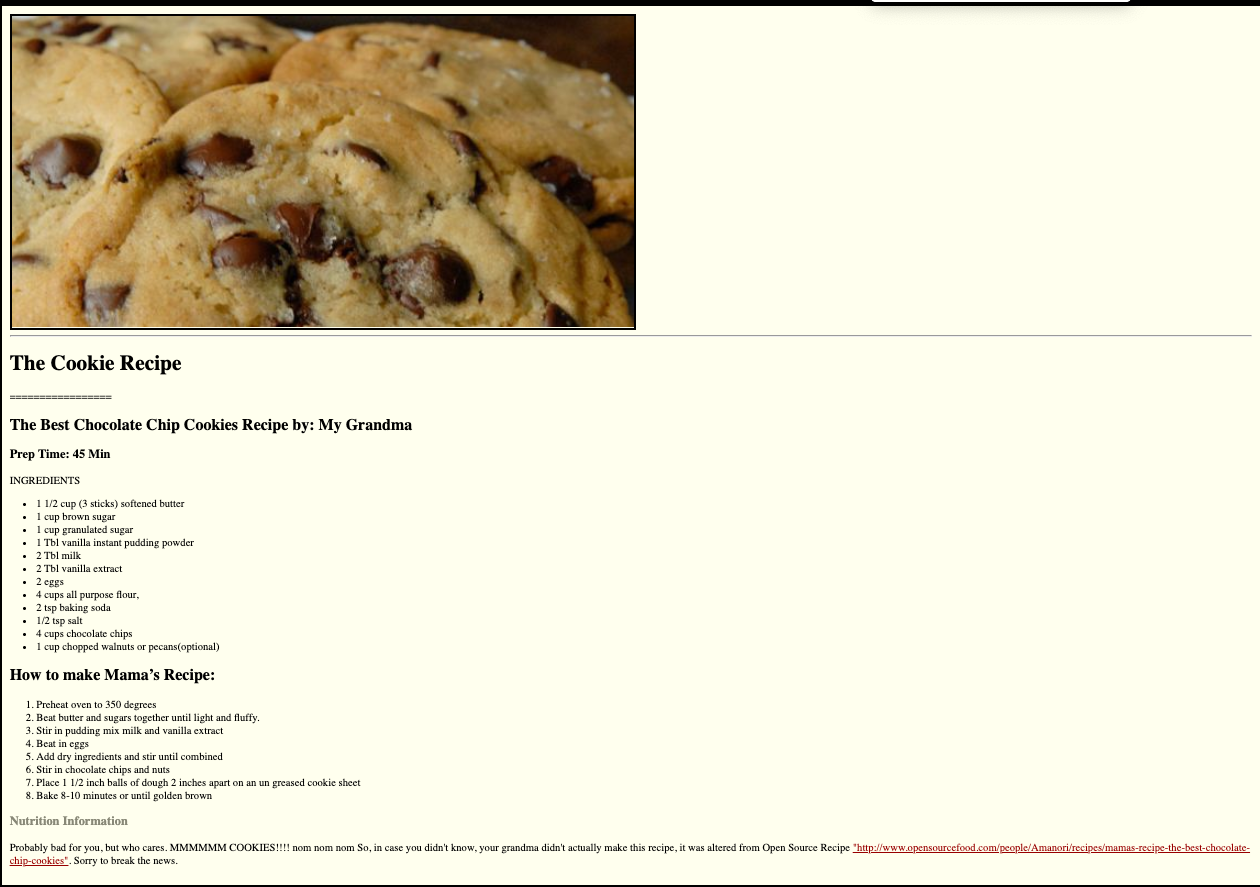 The Cookie Recipe
=================
The Best Chocolate Chip Cookies Recipe by: My Grandma
Prep Time: 45 Min
INGREDIENTS
• 1 1/2 cup (3 sticks) softened butter
• 1 cup brown sugar
• 1 cup granulated sugar
• 1 Tbl vanilla instant pudding powder
• 2 Tbl milk
• 2 Tbl vanilla extract
• 2 eggs
• 4 cups all purpose flour,
• 2 tsp baking soda
• 1/2 tsp salt
• 4 cups chocolate chips
• 1 cup chopped walnuts or pecans(optional)
How to make Mama’s Recipe:
1. Preheat oven to 350 degrees
2. Beat butter and sugars together until light and fluffy.
3. Stir in pudding mix milk and vanilla extract
4. Beat in eggs
5. Add dry ingredients and stir until combined
6. Stir in chocolate chips and nuts
7. Place 1 1/2 inch balls of dough 2 inches apart on an un greased cookie sheet
8. Bake 8-10 minutes or until golden brown
Nutrition Information
Probably bad for you, but who cares. MMMMMM COOKIES!!!! nom nom nom So, in case you didn't know, your grandma didn't actually make this recipe, it was altered from Open Source Recipe "http://www.opensourcefood.com/people/Amanori/recipes/mamas-recipe-the-best-chocolate-
chip-cookies". Sorry to break the news.